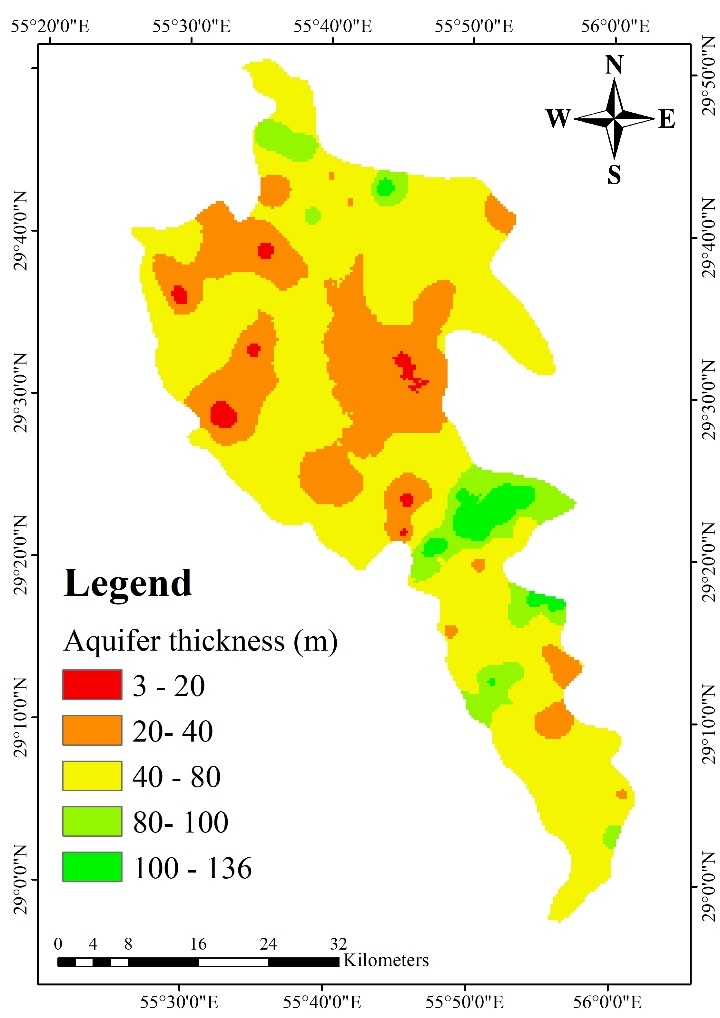 55°20'0"E 55°30'0"E 55°40'0"E 55°50'0"E 56°0'0"E
29°50'0"N
N
W E
S
29°40'0"N 29°40'0"N
29°30'0"N 29°30'0"N
29°20'0"N 29°20'0"N
Legend
Aquifer thickness (m)
3 - 20
20- 40
40 - 80
80- 100
100 - 136
29°10'0"N 29°10'0"N
29°0'0"N 29°0'0"N
0 4 8 16 24 32
Kilometers
55°30'0"E 55°40'0"E 55°50'0"E 56°0'0"E